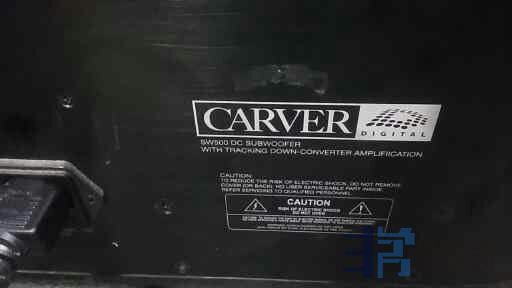 CARVER
DIGITAL
SW500 DC SUBWOOFER
WITH TRACKING DOWN-CONVERTER AMPLIFICATION
CAUTION:
TO REDUCE THE RISK OF ELECTRIC SHOCK, DO NOT REMOVE
COVER (OR BACK). NO USER SERVICEABLE PART INSIDE.
REFER SERVICING TO QUALIFIED PERSONNEL.
CAUTION
RISK OF ELECTRIC SHOCK
DO NOT OPEN